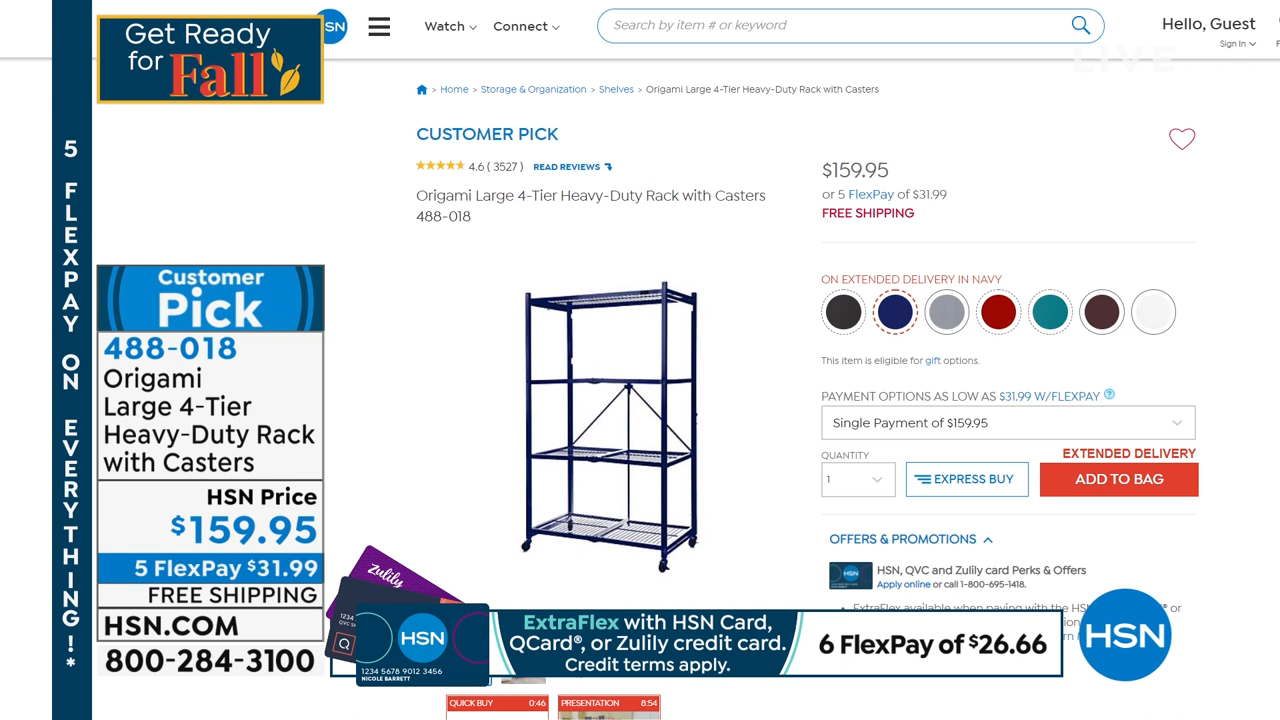 5 FLEXPAY ON EVERYTHING!*
Get Ready
for Fall
HSN
Watch
Connect
Search by item # or keyword
Hello, Guest
Sign In
LIVE
> Home > Storage & Organization > Shelves > Origami Large 4-Tier Heavy-Duty Rack with Casters
CUSTOMER PICK
4.6 ( 3527 ) READ REVIEWS
Origami Large 4-Tier Heavy-Duty Rack with Casters
488-018
$159.95
or 5 FlexPay of $31.99
FREE SHIPPING
ON EXTENDED DELIVERY IN NAVY
This item is eligible for gift options.
PAYMENT OPTIONS AS LOW AS $31.99 W/FLEXPAY ?
Single Payment of $159.95
QUANTITY
1
EXPRESS BUY
EXTENDED DELIVERY
ADD TO BAG
OFFERS & PROMOTIONS
HSN
HSN, QVC and Zulily card Perks & Offers
Apply online or call 1-800-695-1418.
ExtraFlex available when paying with the
Customer
Pick
488-018
Origami
Large 4-Tier
Heavy-Duty Rack
with Casters
HSN Price
$159.95
5 FlexPay $31.99
FREE SHIPPING
HSN.COM
800-284-3100
Zulily
1234
Q
HSN
1234 5678 9012 3456
NICOLE BARRETT
ExtraFlex with HSN Card,
QCard®, or Zulily credit card.
Credit terms apply.
6 FlexPay of $26.66
HSN
QUICK BUY 0:46
PRESENTATION 8:54